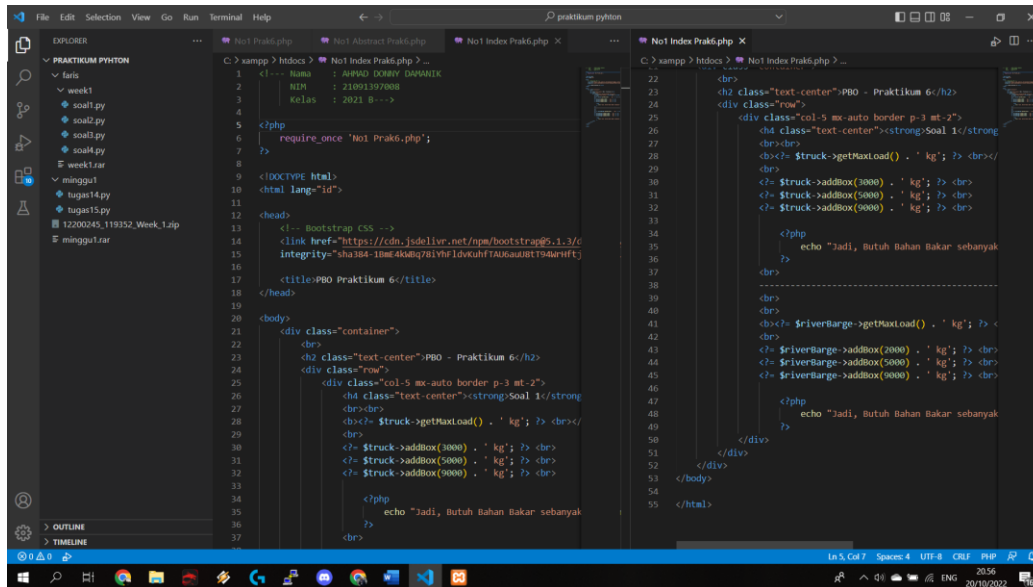 File Edit Selection View Go Run Terminal Help
praktikum pyhton
EXPLORER
PRAKTIKUM PYHTON
faris
week1
soal1.py
soal2.py
soal3.py
soal4.py
week1.rar
minggu1
tugas14.py
tugas15.py
12200245_119352_Week_1.zip
minggu1.rar
OUTLINE
TIMELINE
No1 Prak6.php
No1 Abstract Prak6.php
No1 Index Prak6.php
C: > xampp > htdocs > No1 Index Prak6.php > ...
1 <!--- Nama : AHMAD DONNY DAMANIK
2 NIM : 21091397008
3 Kelas : 2021 B--->
4
5 <?php
6 require_once 'No1 Prak6.php';
7 ?>
8
9 <!DOCTYPE html>
10 <html lang="id">
11
12 <head>
13 <!-- Bootstrap CSS -->
14 <link href="https://cdn.jsdelivr.net/npm/bootstrap@5.1.3/d
15 integrity="
16
17 <title>PBO Praktikum 6</title>
18 </head>
19
20 <body>
21 <div class="container">
22 <br>
23 <h2 class="text-center">PBO - Praktikum 6</h2>
24 <div class="row">
25 <div class="col-5 mx-auto border p-3 mt-2">
26 <h4 class="text-center"><strong>Soal 1</strong
27 <br><br>
28 <b><?= $truck->getMaxLoad() . ' kg'; ?> <br></
29 <br>
30 <?= $truck->addBox(3000) . ' kg'; ?> <br>
31 <?= $truck->addBox(5000) . ' kg'; ?> <br>
32 <?= $truck->addBox(9000) . ' kg'; ?> <br>
33
34 <?php
35 echo "Jadi, Butuh Bahan Bakar sebanyak
36 ?>
37 <br>
No1 Index Prak6.php
C: > xampp > htdocs > No1 Index Prak6.php > ...
22 <br>
23 <h2 class="text-center">PBO - Praktikum 6</h2>
24 <div class="row">
25 <div class="col-5 mx-auto border p-3 mt-2">
26 <h4 class="text-center"><strong>Soal 1</strong
27 <br><br>
28 <b><?= $truck->getMaxLoad() . ' kg'; ?> <br></
29 <br>
30 <?= $truck->addBox(3000) . ' kg'; ?> <br>
31 <?= $truck->addBox(5000) . ' kg'; ?> <br>
32 <?= $truck->addBox(9000) . ' kg'; ?> <br>
33
34 <?php
35 echo "Jadi, Butuh Bahan Bakar sebanyak
36 ?>
37 <br>
38 --------------------------------------------------
39 <br>
40 <br>
41 <b><?= $riverBarge->getMaxLoad() . ' kg'; ?> <
42 <br>
43 <?= $riverBarge->addBox(2000) . ' kg'; ?> <br>
44 <?= $riverBarge->addBox(5000) . ' kg'; ?> <br>
45 <?= $riverBarge->addBox(9000) . ' kg'; ?> <br>
46
47 <?php
48 echo "Jadi, Butuh Bahan Bakar sebanyak
49 ?>
50 </div>
51 </div>
52 </div>
53 </body>
54
55 </html>
0 0 Ln 5, Col 7 Spaces: 4 UTF-8 CRLF PHP
ENG
20.56
20/10/2022